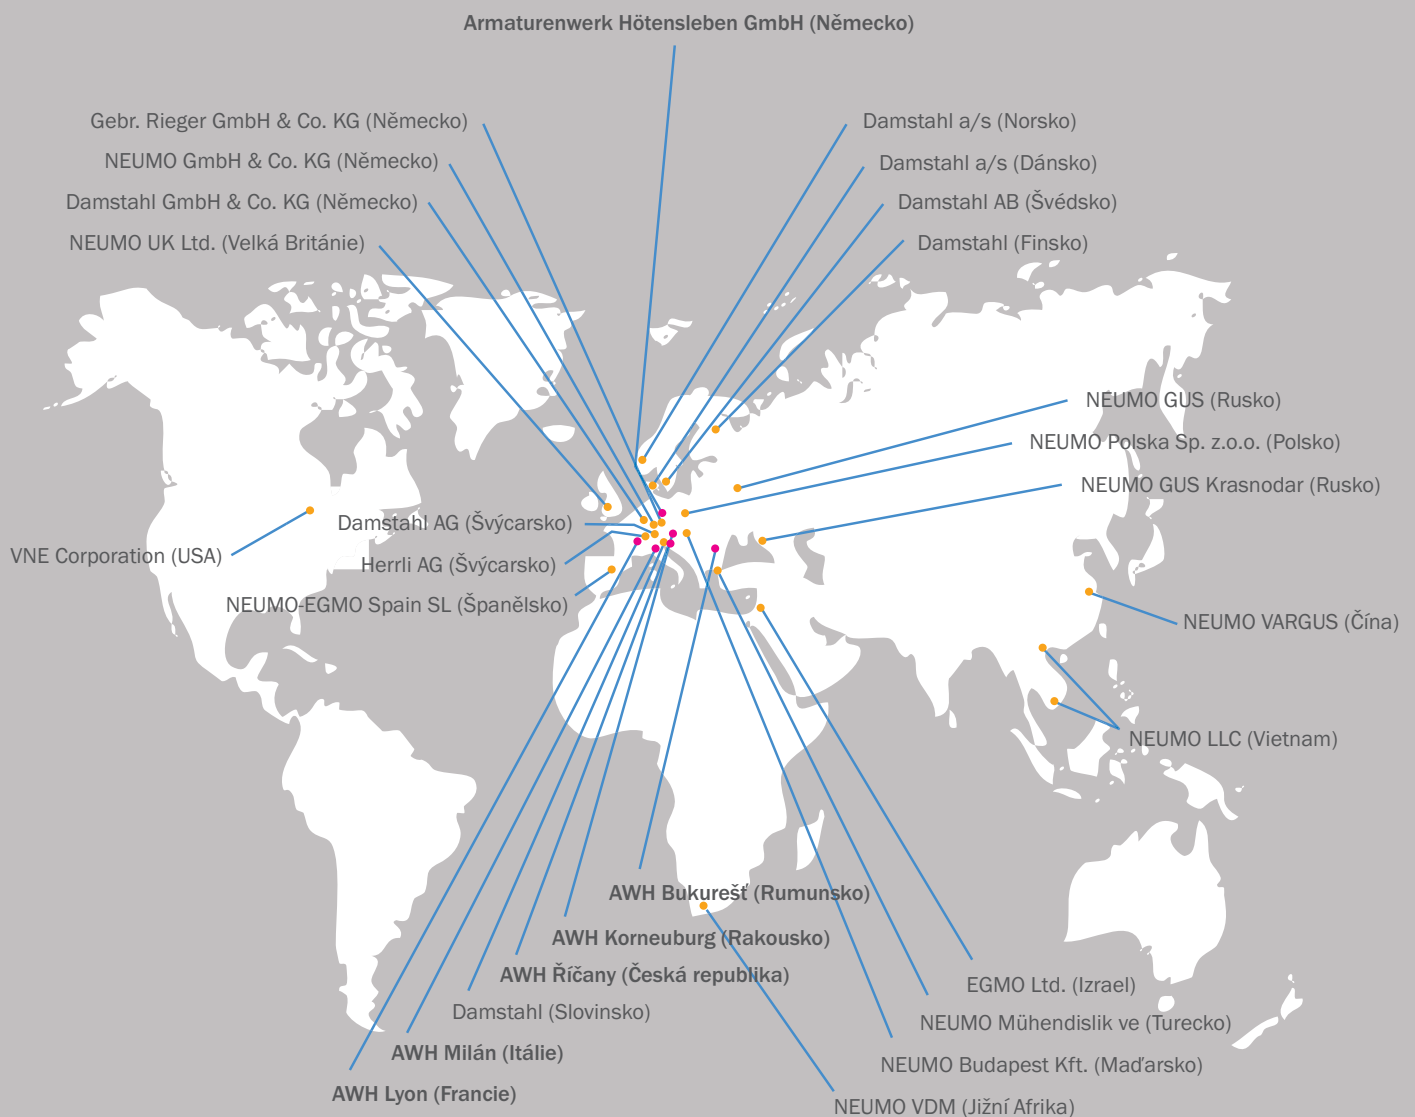 Armaturenwerk Hötensleben GmbH (Německo)
Gebr. Rieger GmbH & Co. KG (Německo)
NEUMO GmbH & Co. KG (Německo)
Damstahl GmbH & Co. KG (Německo)
NEUMO UK Ltd. (Velká Británie)
Damstahl a/s (Norsko)
Damstahl a/s (Dánsko)
Damstahl AB (Švédsko)
Damstahl (Finsko)
NEUMO GUS (Rusko)
NEUMO Polska Sp. z.o.o. (Polsko)
NEUMO GUS Krasnodar (Rusko)
Damstahl AG (Švýcarsko)
VNE Corporation (USA)
Herrli AG (Švýcarsko)
NEUMO-EGMO Spain SL (Španělsko)
NEUMO VARGUS (Čína)
NEUMO LLC (Vietnam)
AWH Bukurešť (Rumunsko)
AWH Korneuburg (Rakousko)
AWH Říčany (Česká republika)
Damstahl (Slovinsko)
AWH Milán (Itálie)
AWH Lyon (Francie)
EGMO Ltd. (Izrael)
NEUMO Mühendislik ve (Turecko)
NEUMO Budapest Kft. (Maďarsko)
NEUMO VDM (Jižní Afrika)